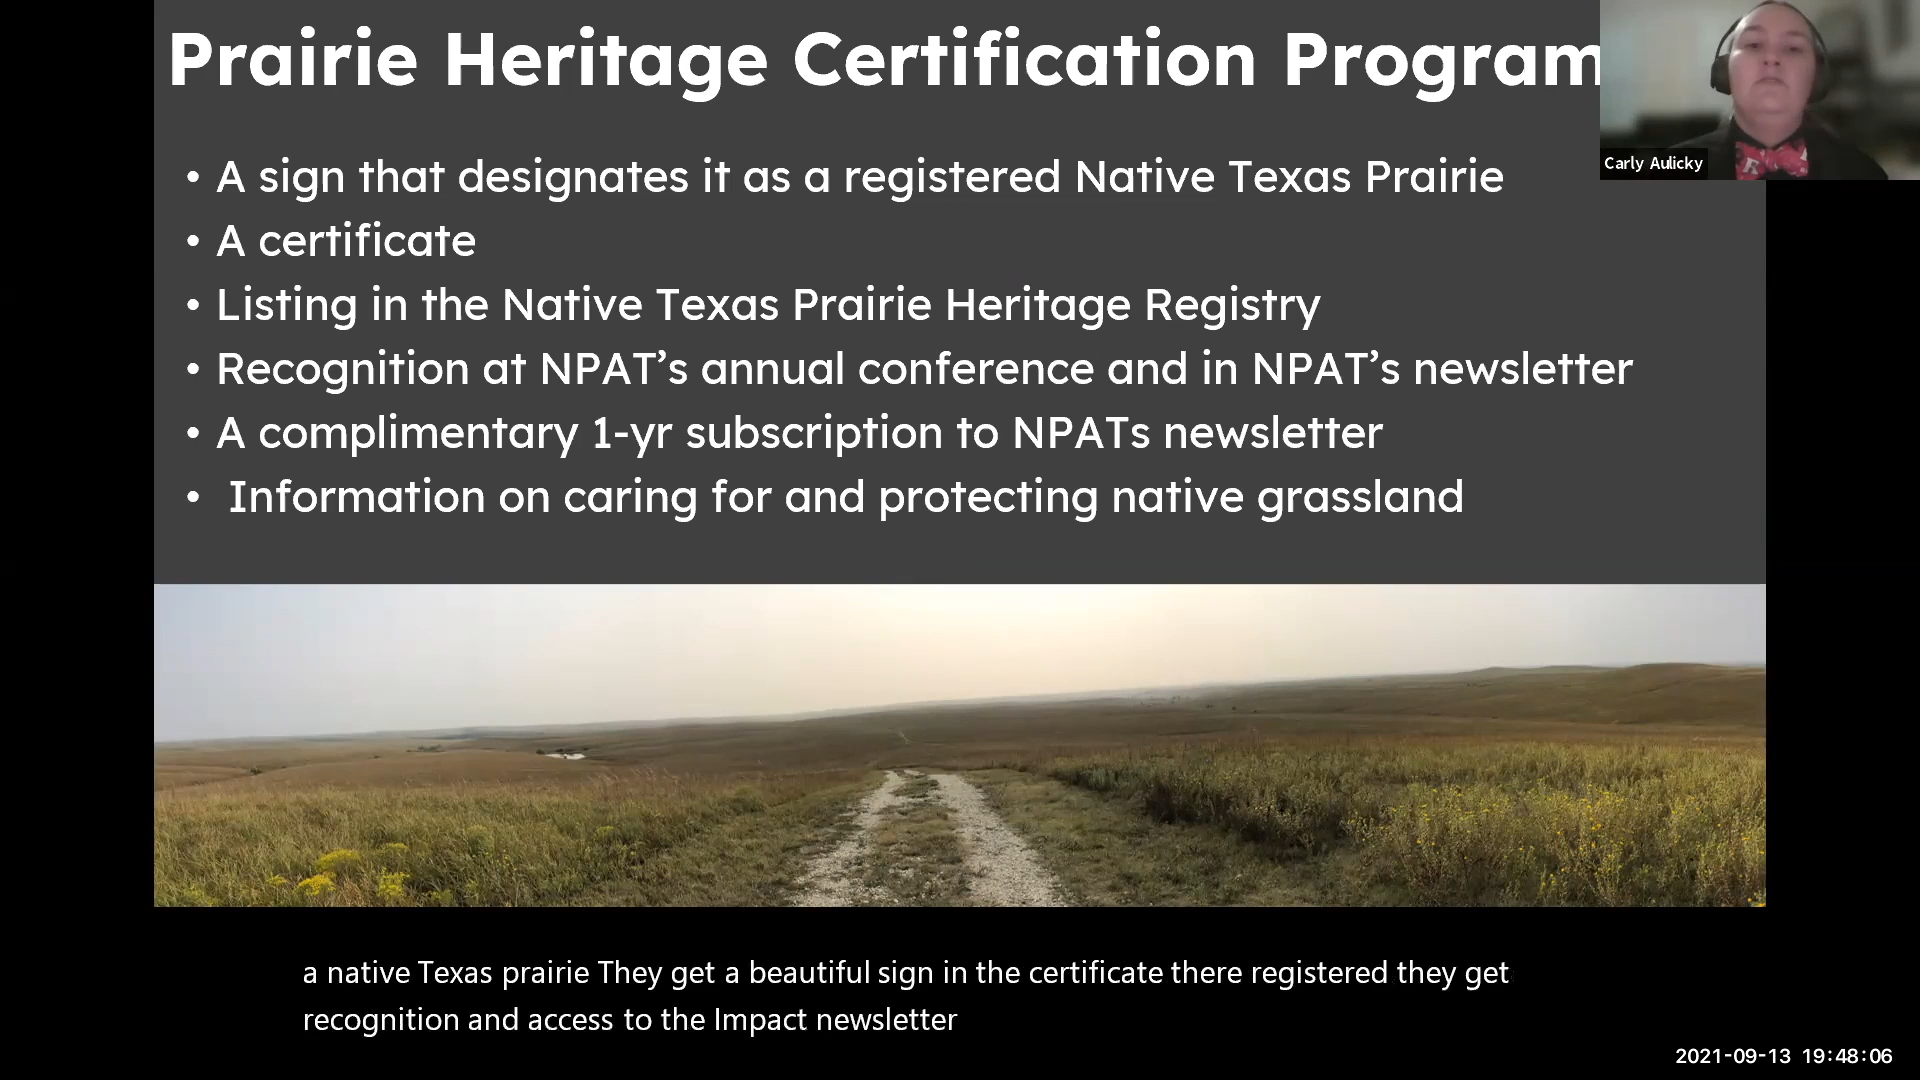 Prairie Heritage Certification Program
Carly Aulicky
• A sign that designates it as a registered Native Texas Prairie
• A certificate
• Listing in the Native Texas Prairie Heritage Registry
• Recognition at NPAT’s annual conference and in NPAT’s newsletter
• A complimentary 1-yr subscription to NPATs newsletter
• Information on caring for and protecting native grassland
a native Texas prairie They get a beautiful sign in the certificate there registered they get
recognition and access to the Impact newsletter
2021-09-13 19:48:06